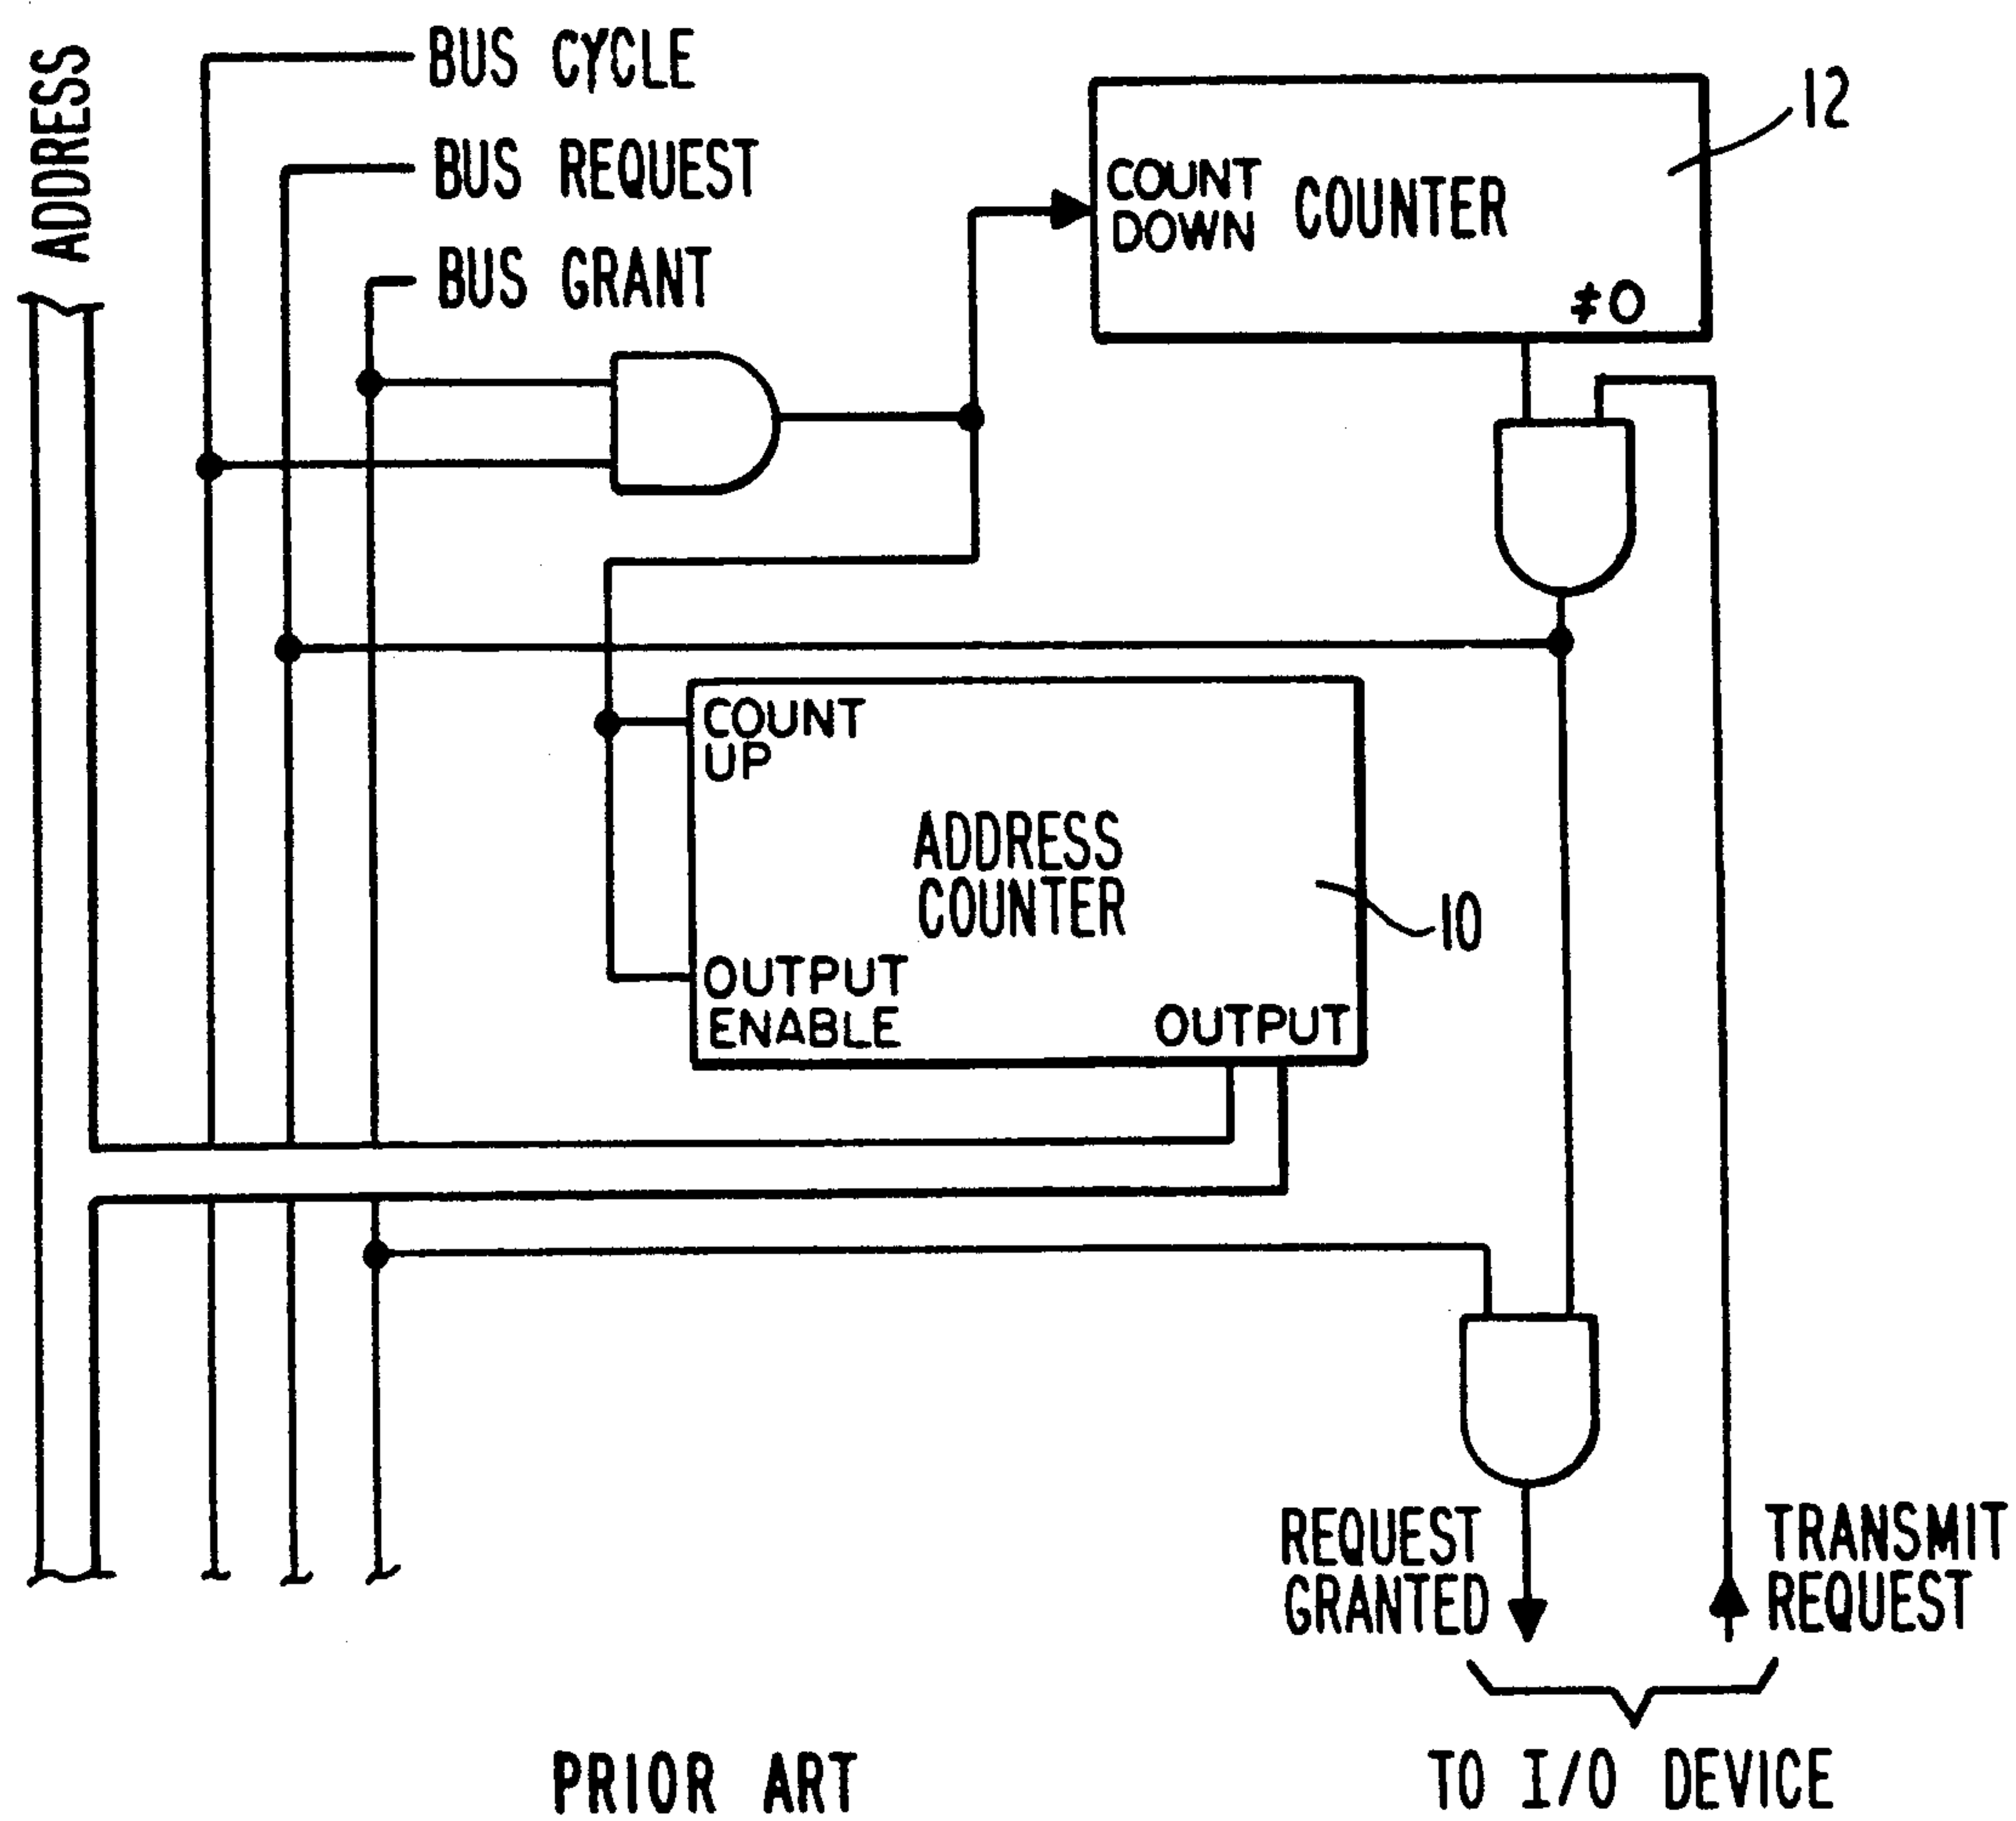 ADDRESS
BUS CYCLE
BUS REQUEST
BUS GRANT
12
COUNT
DOWN
COUNTER
≠0
COUNT
UP
ADDRESS
COUNTER
10
OUTPUT
ENABLE
OUTPUT
REQUEST
GRANTED
TRANSMIT
REQUEST
PRIOR ART
TO I/O DEVICE